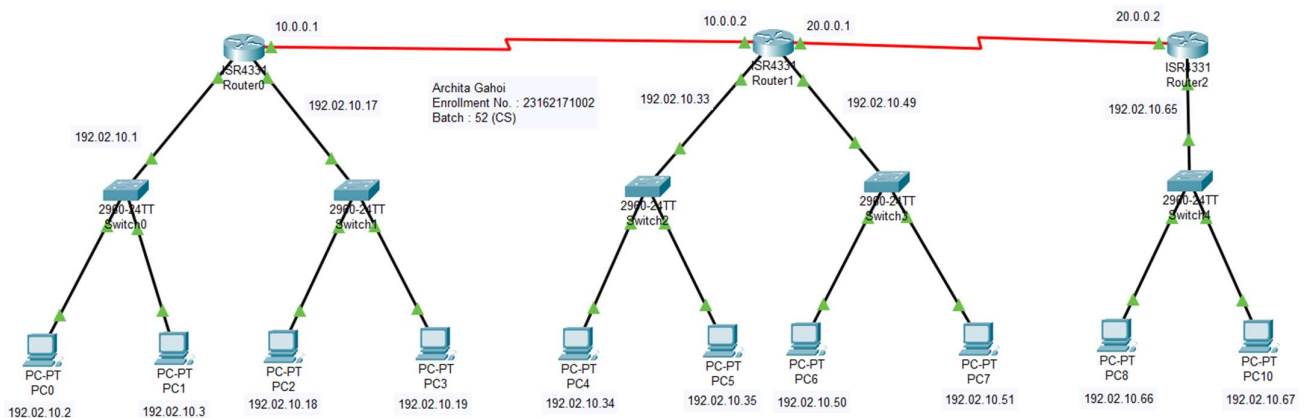 10.0.0.1
10.0.0.2
20.0.0.1
20.0.0.2
ISR4331
Router0
ISR4331
Router1
ISR4331
Router2
Archita Gahoi
Enrollment No. : 23162171002
Batch : 52 (CS)
192.02.10.1
192.02.10.17
192.02.10.33
192.02.10.49
192.02.10.65
2960-24TT
Switch0
2960-24TT
Switch1
2960-24TT
Switch2
2960-24TT
Switch3
2960-24TT
Switch4
PC-PT
PC0
PC-PT
PC1
PC-PT
PC2
PC-PT
PC3
PC-PT
PC4
PC-PT
PC5
PC-PT
PC6
PC-PT
PC7
PC-PT
PC8
PC-PT
PC10
192.02.10.2
192.02.10.3
192.02.10.18
192.02.10.19
192.02.10.34
192.02.10.35
192.02.10.50
192.02.10.51
192.02.10.66
192.02.10.67